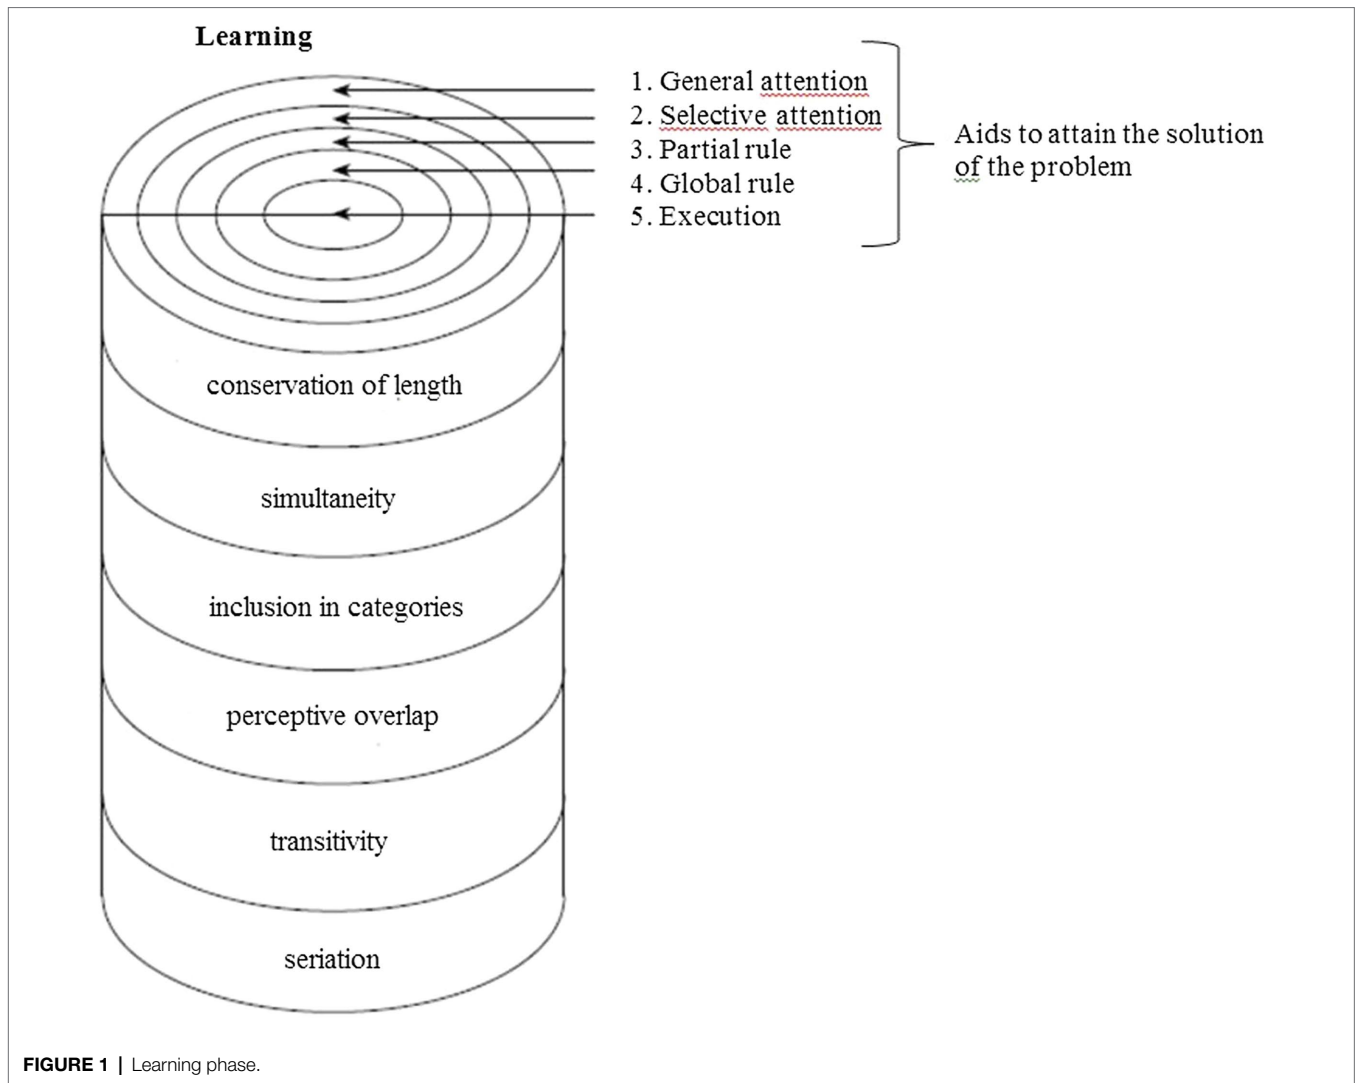 Learning
1. General attention
2. Selective attention
3. Partial rule
4. Global rule
5. Execution
Aids to attain the solution
of the problem
conservation of length
simultaneity
inclusion in categories
perceptive overlap
transitivity
seriation
FIGURE 1 | Learning phase.